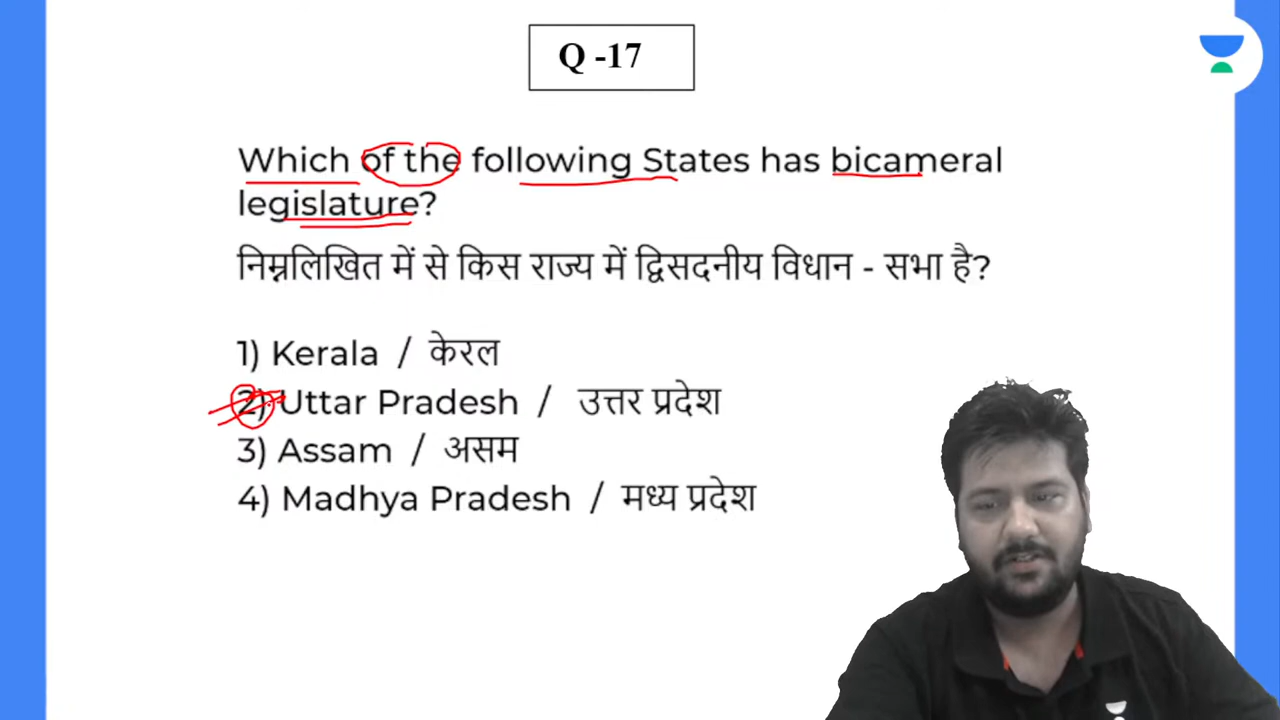 Q -17
Which of the following States has bicameral
legislature?
निम्नलिखित में से किस राज्य में द्विसदनीय विधान - सभा है?
1) Kerala / केरल
2) Uttar Pradesh / उत्तर प्रदेश
3) Assam / असम
4) Madhya Pradesh / मध्य प्रदेश